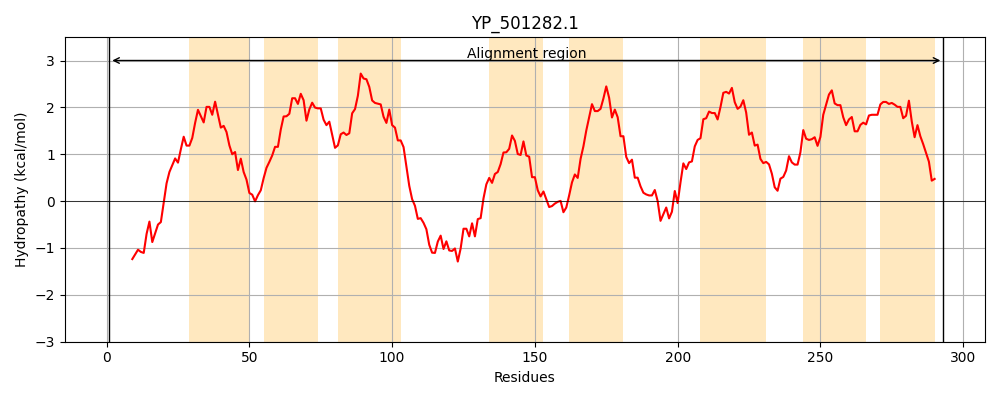 YP_501282.1
Alignment region
Hydropathy (kcal/mol)
3
2
1
0
−1
−2
−3
0 50 100 150 200 250 300
Residues